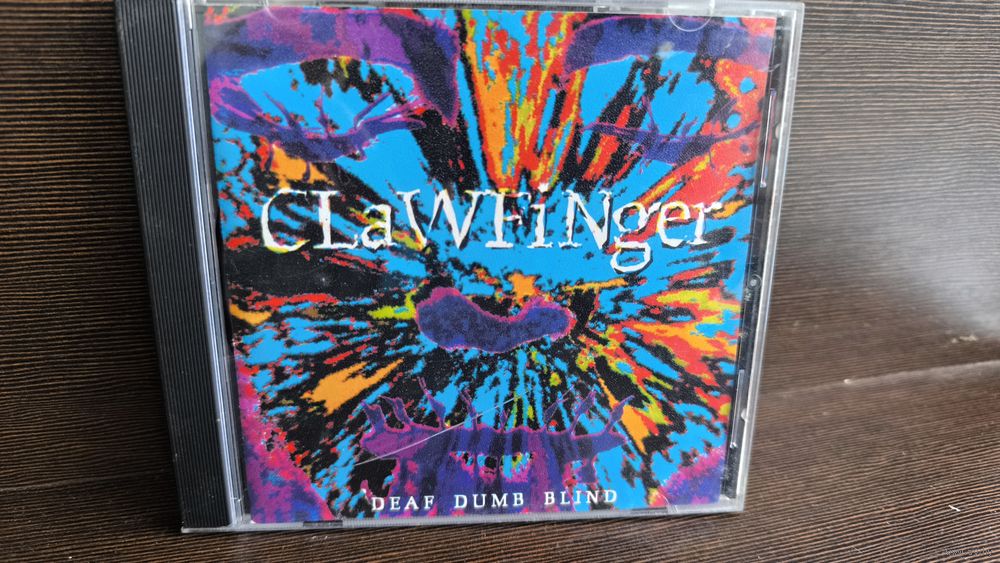 CLaWFiNger
DEAF DUMB BLIND